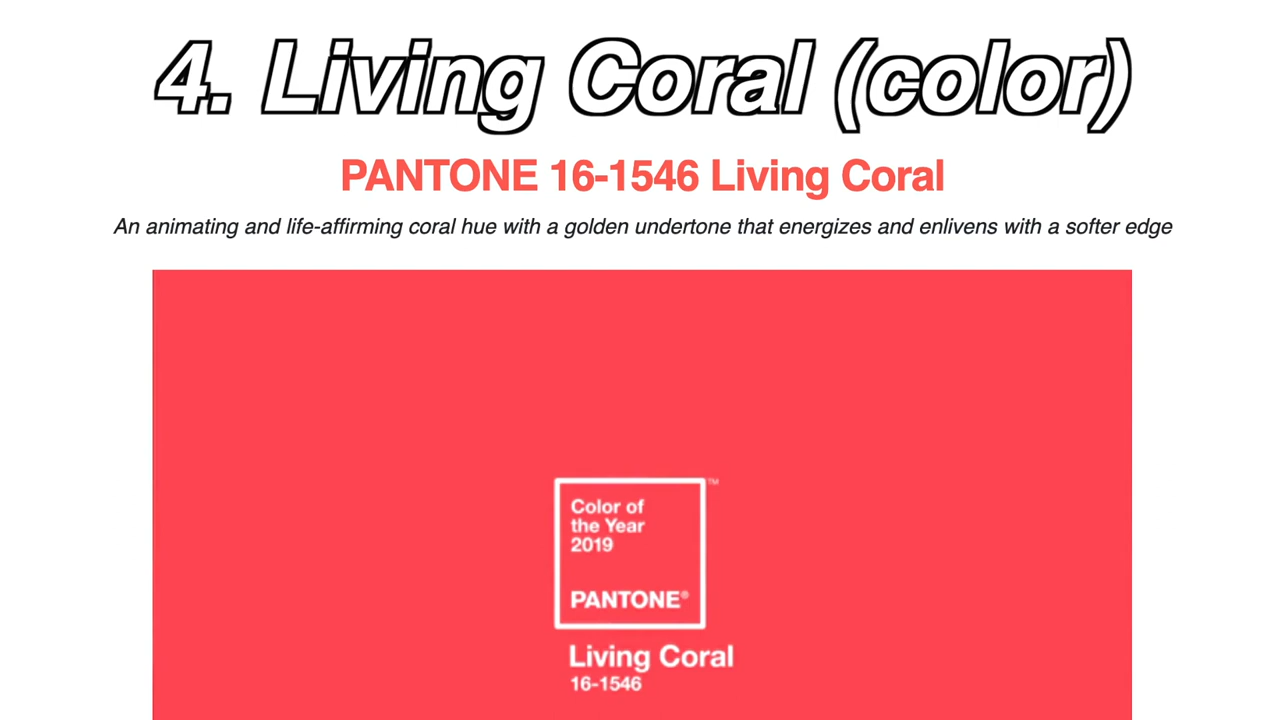 4. Living Coral (color)
PANTONE 16-1546 Living Coral
An animating and life-affirming coral hue with a golden undertone that energizes and enlivens with a softer edge
Color of
the Year
2019
PANTONE®
™
Living Coral
16-1546